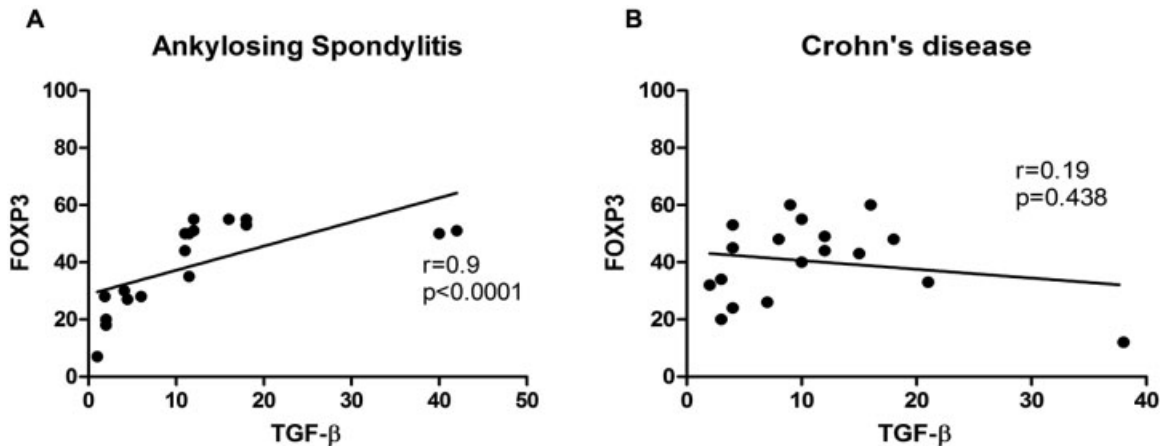 A
Ankylosing Spondylitis
100
80
60
40
20
0
FOXP3
r=0.9
p<0.0001
0 10 20 30 40 50
TGF-β
B
Crohn's disease
100
80
60
40
20
0
FOXP3
r=0.19
p=0.438
0 10 20 30 40
TGF-β